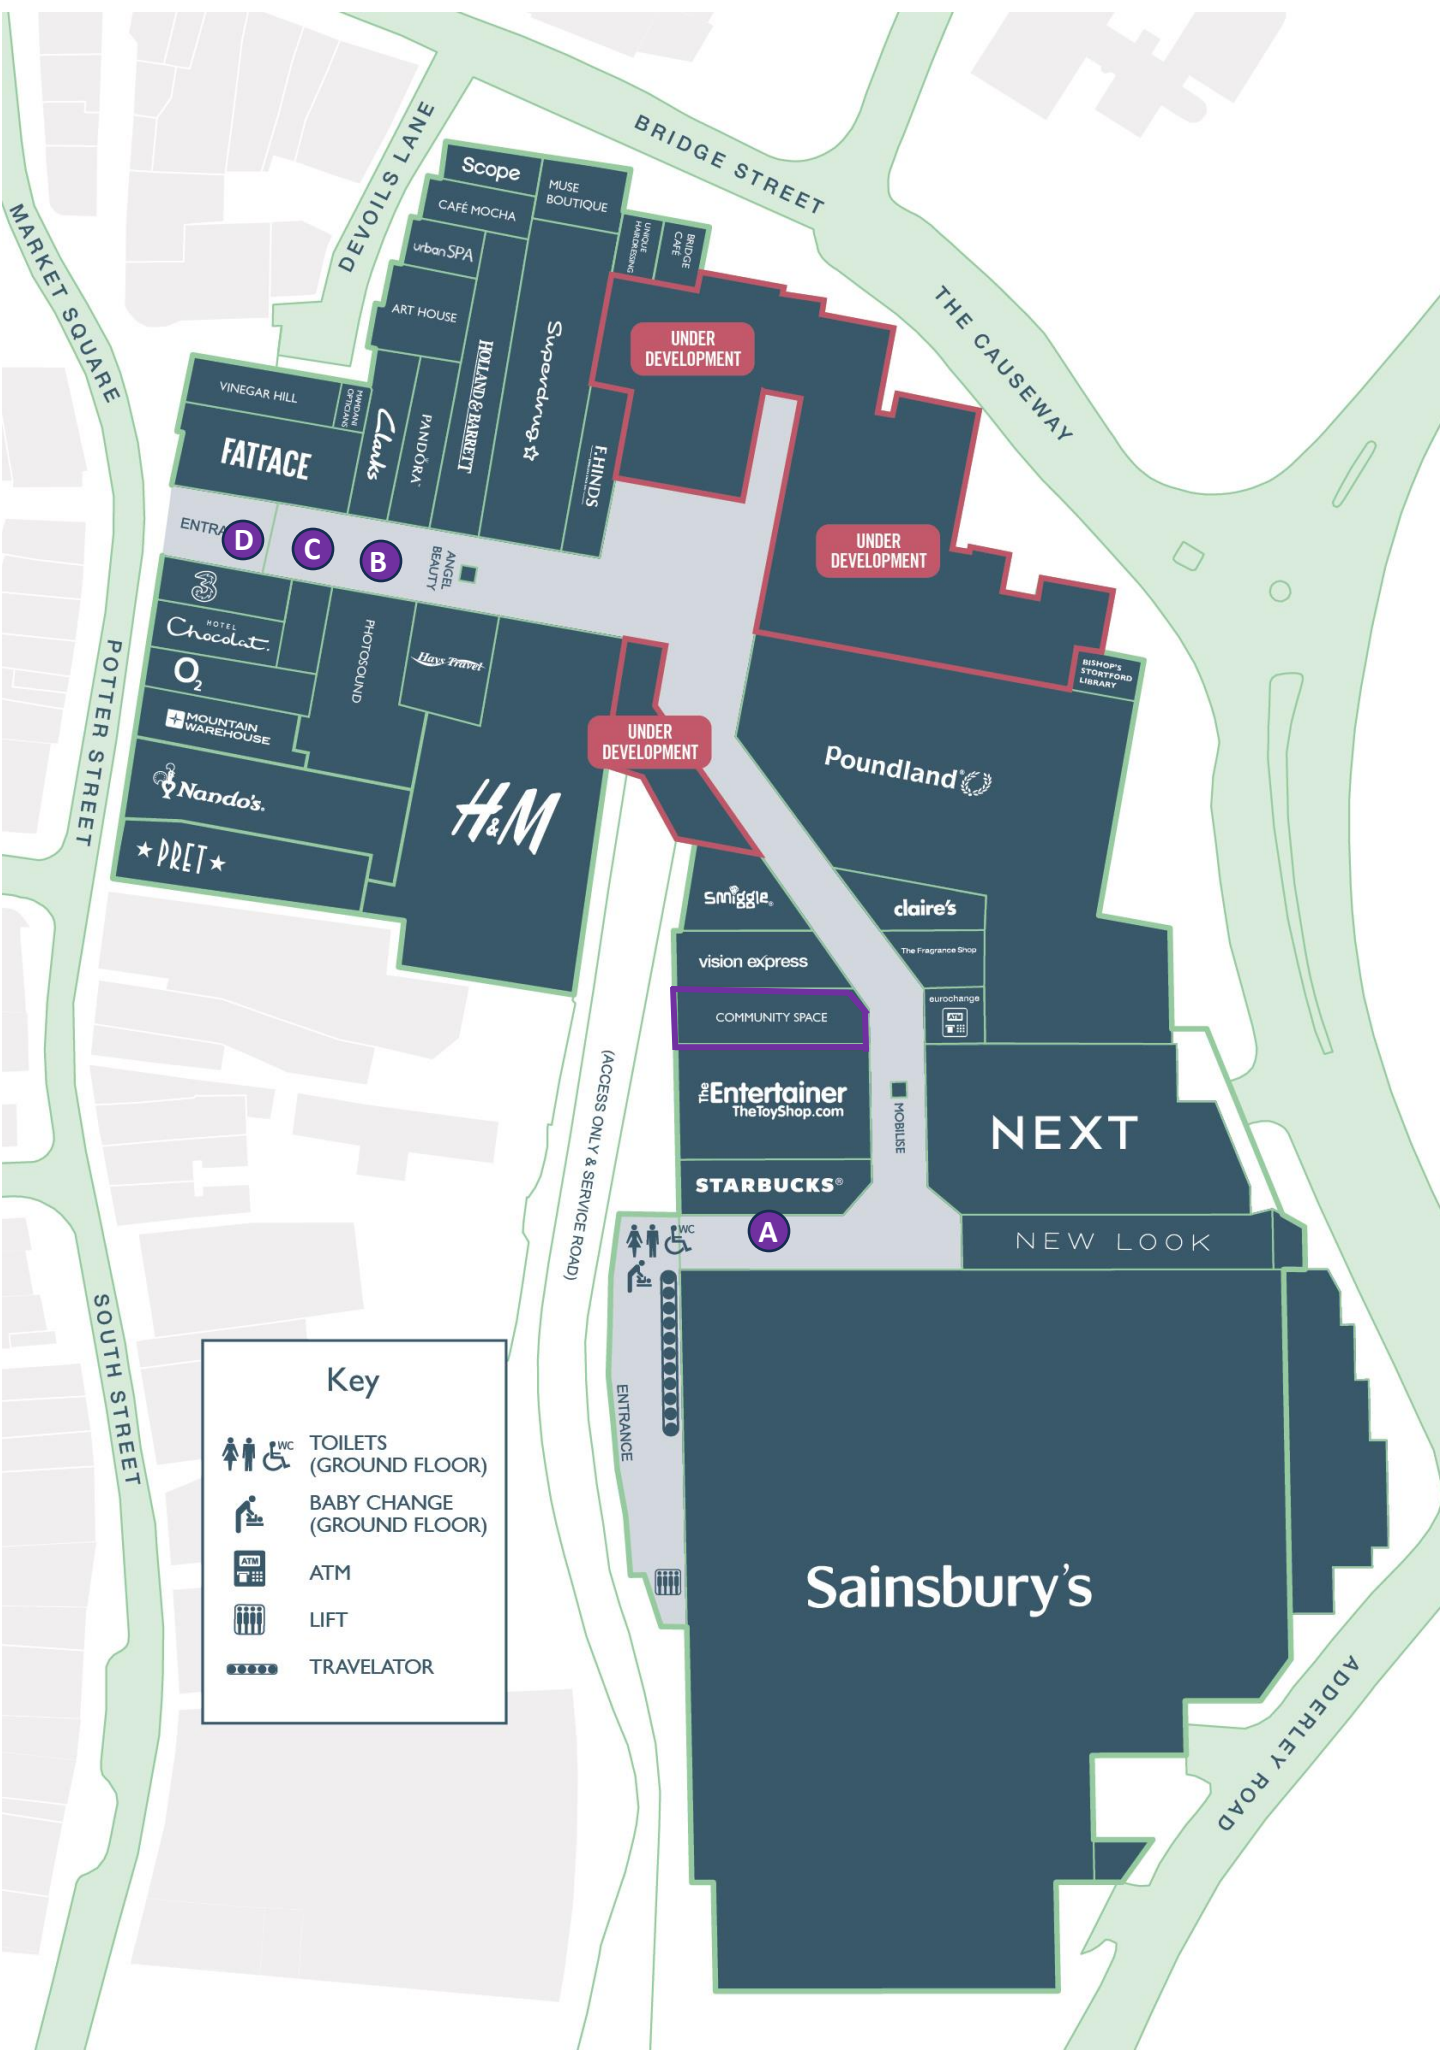 BRIDGE STREET
DEVOILS LANE
MARKET SQUARE
THE CAUSEWAY
Scope
MUSE
BOUTIQUE
CAFÉ MOCHA
urban SPA
UNIQUE
HAIRDRESSING
BRIDGE
CAFÉ
ART HOUSE
HOLLAND & BARRETT
Superdrug
UNDER
DEVELOPMENT
VINEGAR HILL
MANDANI
OPTICIANS
Clarks
PANDORA
F.HINDS
FATFACE
ENTRA
D
C
B
ANGEL
BEAUTY
UNDER
DEVELOPMENT
3
HOTEL
Chocolat.
PHOTOSOUND
Hays Travel
O2
MOUNTAIN
WAREHOUSE
Nando's.
PRET
H&M
POTTER STREET
UNDER
DEVELOPMENT
BISHOP'S
STORTFORD
LIBRARY
Poundland
smiggle
claire's
vision express
The Fragrance Shop
COMMUNITY SPACE
eurochange
ATM
The Entertainer
TheToyShop.com
MOBILISE
NEXT
STARBUCKS®
WC
A
NEW LOOK
(ACCESS ONLY & SERVICE ROAD)
ENTRANCE
SOUTH STREET
Sainsbury's
ADDERLEY ROAD
Key
WC
TOILETS
(GROUND FLOOR)
BABY CHANGE
(GROUND FLOOR)
ATM
ATM
LIFT
TRAVELATOR